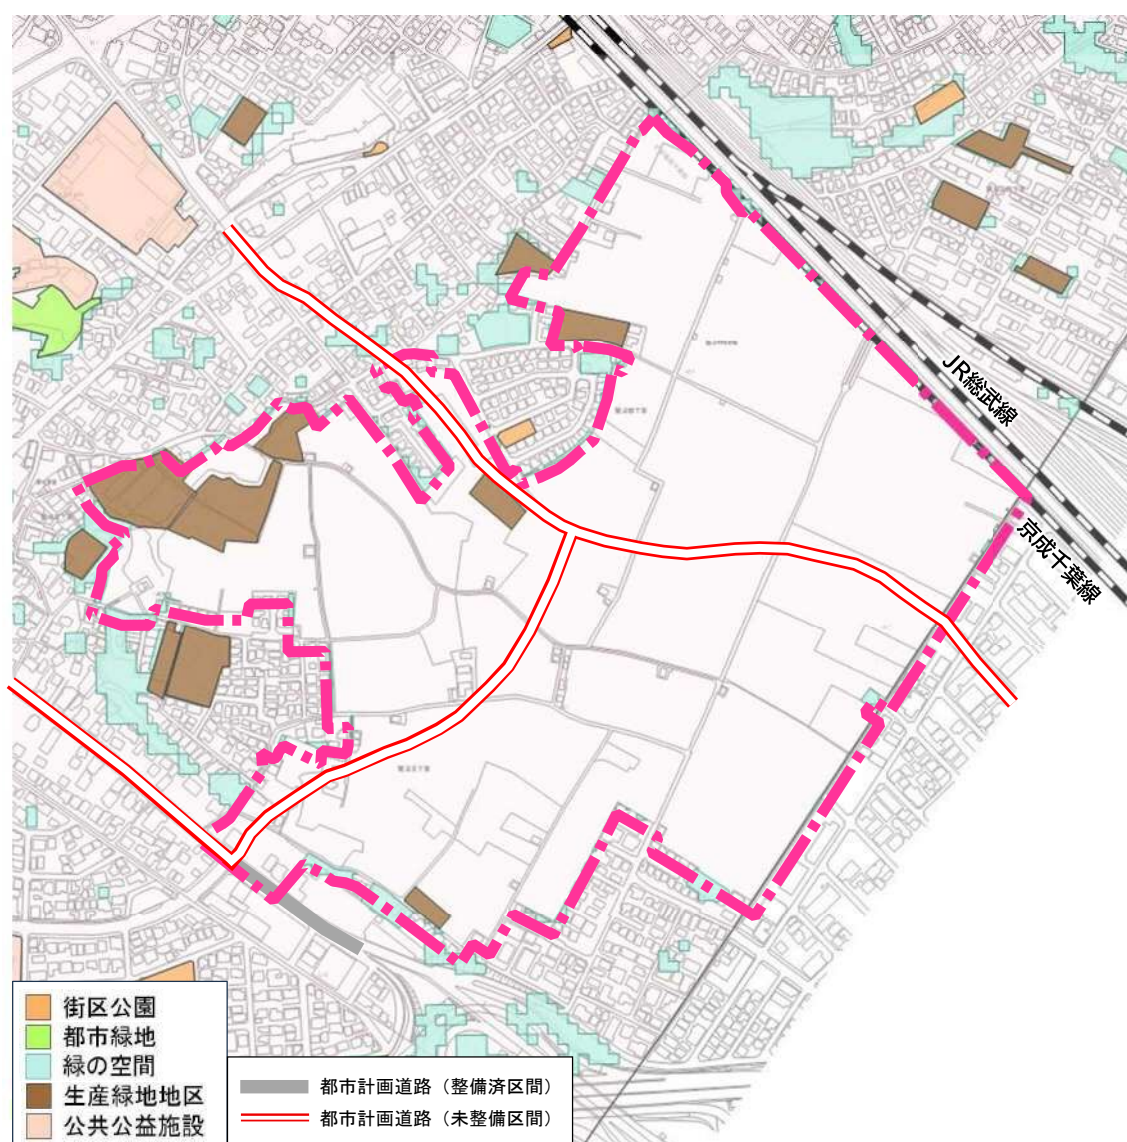 JR総武線
京成千葉線
街区公園
都市緑地
緑の空間
生産緑地地区
公共公益施設
都市計画道路（整備済区間）
都市計画道路（未整備区間）